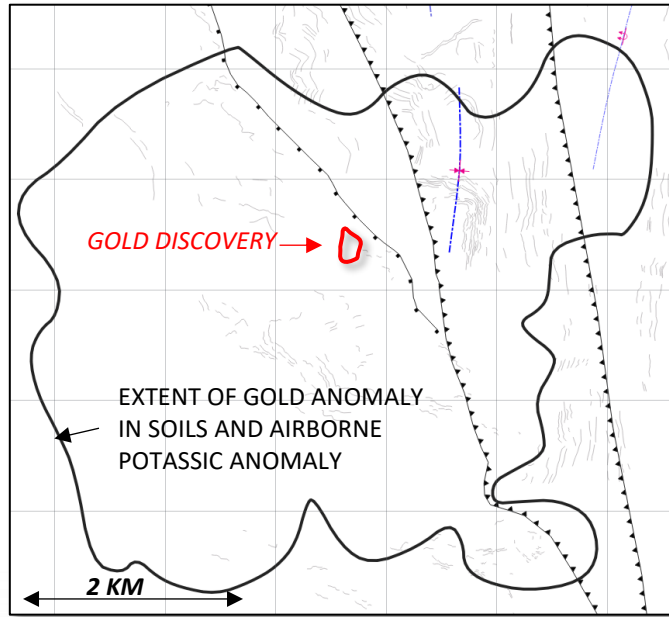 GOLD DISCOVERY
EXTENT OF GOLD ANOMALY
IN SOILS AND AIRBORNE
POTASSIC ANOMALY
2 KM